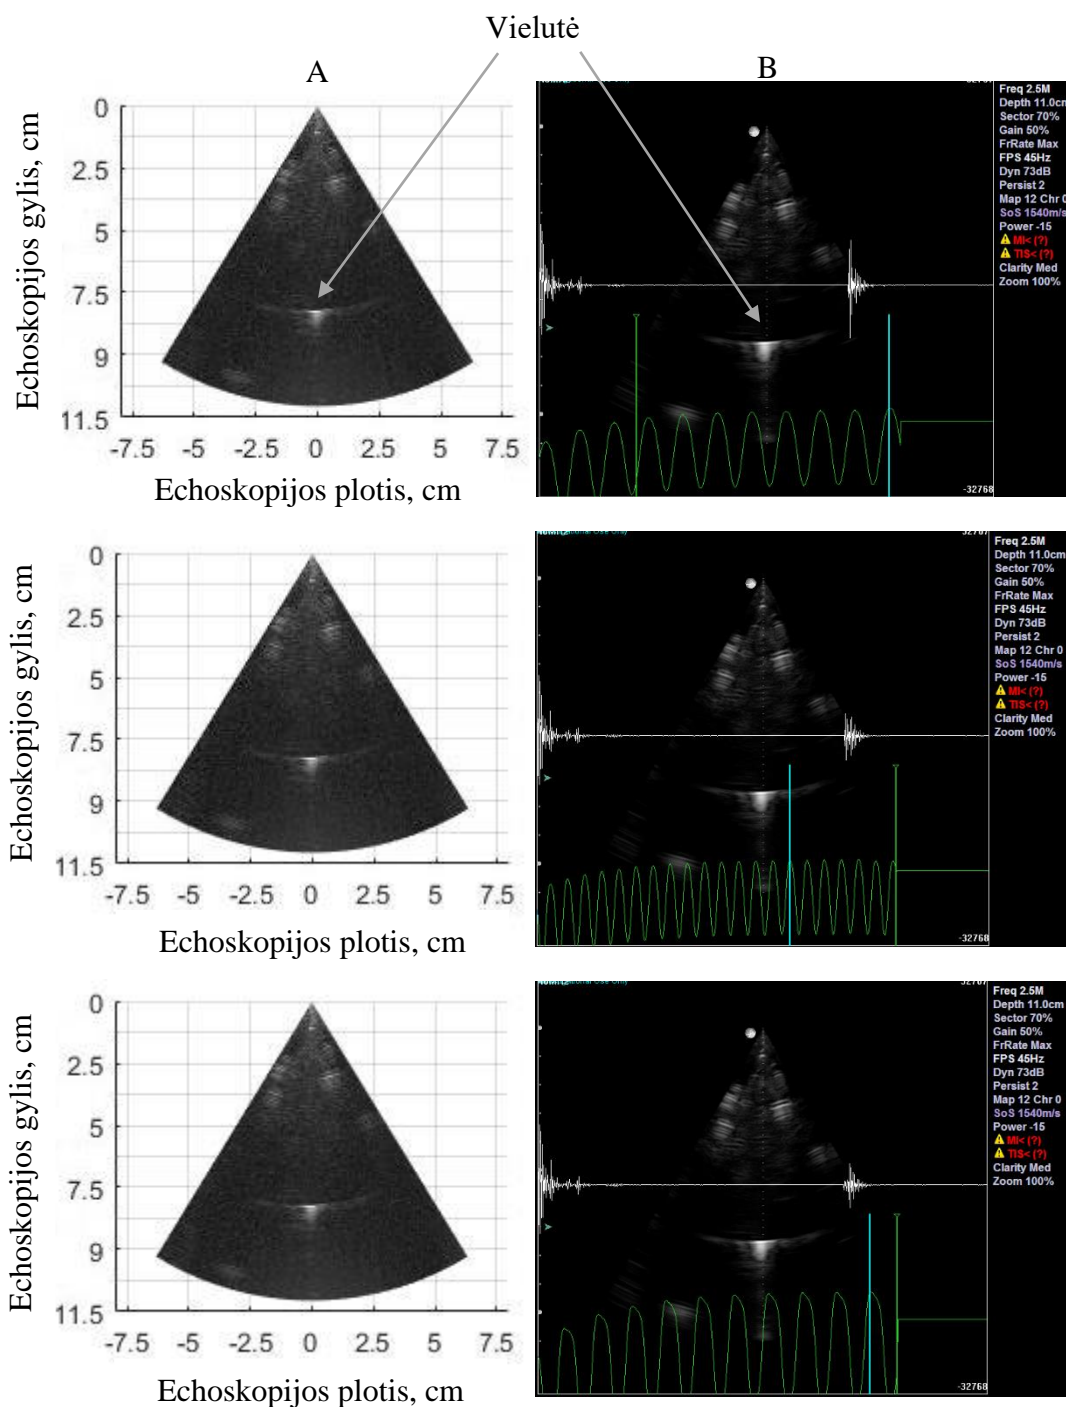 Vielutė
A
B
Echoskopijos gylis, cm
0
2.5
5
7.5
9
11.5
-7.5 -5 -2.5 0 2.5 5 7.5
Echoskopijos plotis, cm
Freq 2.5M
Depth 11.0cm
Sector 70%
Gain 50%
FrRate Max
FPS 45Hz
Dyn 73dB
Persist 2
Map 12 Chr 0
SoS 1540m/s
Power -15
MI< (?)
TIS< (?)
Clarity Med
Zoom 100%
-32768
Echoskopijos gylis, cm
0
2.5
5
7.5
9
11.5
-7.5 -5 -2.5 0 2.5 5 7.5
Echoskopijos plotis, cm
Use Only
32767
Freq 2.5M
Depth 11.0cm
Sector 70%
Gain 50%
FrRate Max
FPS 45Hz
Dyn 73dB
Persist 2
Map 12 Chr 0
SoS 1540m/s
Power -15
MI< (?)
TIS< (?)
Clarity Med
Zoom 100%
-32768
Echoskopijos gylis, cm
0
2.5
5
7.5
9
11.5
-7.5 -5 -2.5 0 2.5 5 7.5
Echoskopijos plotis, cm
Use Only
32767
Freq 2.5M
Depth 11.0cm
Sector 70%
Gain 50%
FrRate Max
FPS 45Hz
Dyn 73dB
Persist 2
Map 12 Chr 0
SoS 1540m/s
Power -15
MI< (?)
TIS< (?)
Clarity Med
Zoom 100%
-32768